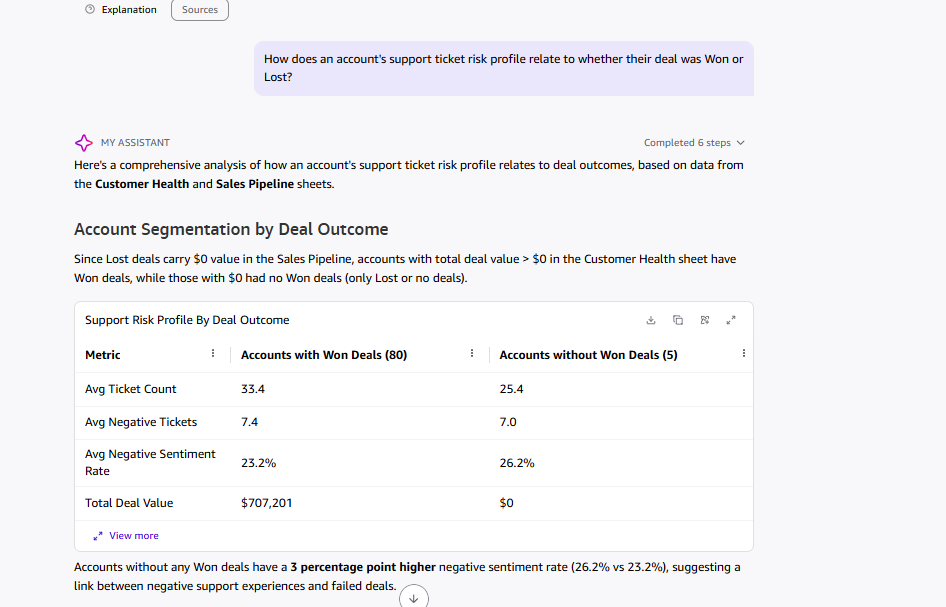 Explanation Sources
How does an account's support ticket risk profile relate to whether their deal was Won or
Lost?
MY ASSISTANT Completed 6 steps
Here's a comprehensive analysis of how an account's support ticket risk profile relates to deal outcomes, based on data from
the Customer Health and Sales Pipeline sheets.
Account Segmentation by Deal Outcome
Since Lost deals carry $0 value in the Sales Pipeline, accounts with total deal value > $0 in the Customer Health sheet have
Won deals, while those with $0 had no Won deals (only Lost or no deals).
Support Risk Profile By Deal Outcome
Metric Accounts with Won Deals (80) Accounts without Won Deals (5)
Avg Ticket Count 33.4 25.4
Avg Negative Tickets 7.4 7.0
Avg Negative Sentiment
Rate 23.2% 26.2%
Total Deal Value $707,201 $0
View more
Accounts without any Won deals have a 3 percentage point higher negative sentiment rate (26.2% vs 23.2%), suggesting a
link between negative support experiences and failed deals.